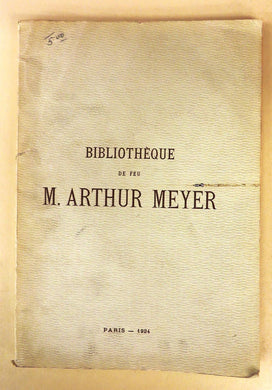 BIBLIOTHÈQUE
DE FEU
M. ARTHUR MEYER
PARIS — 1924